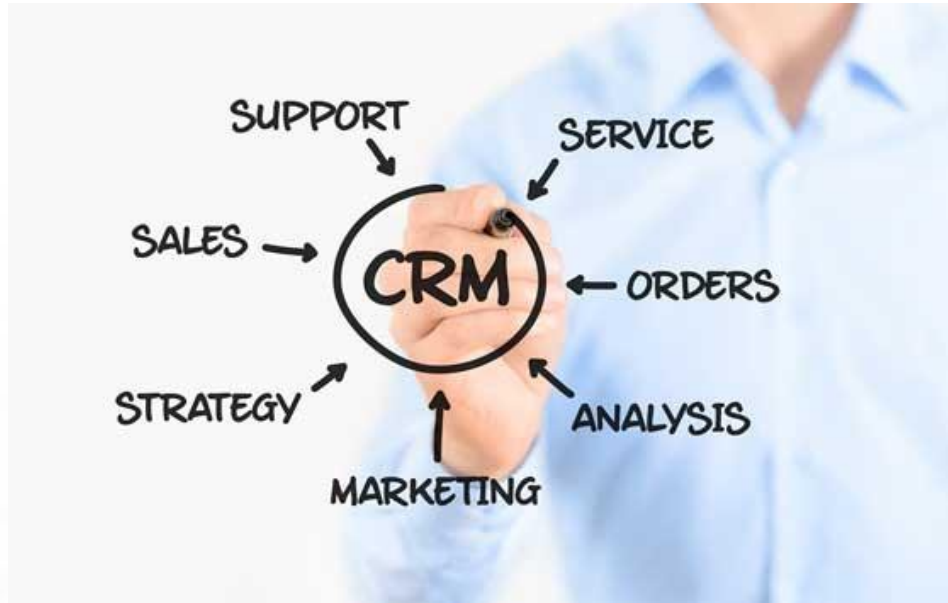 SUPPORT
SERVICE
SALES
CRM
ORDERS
STRATEGY
ANALYSIS
MARKETING